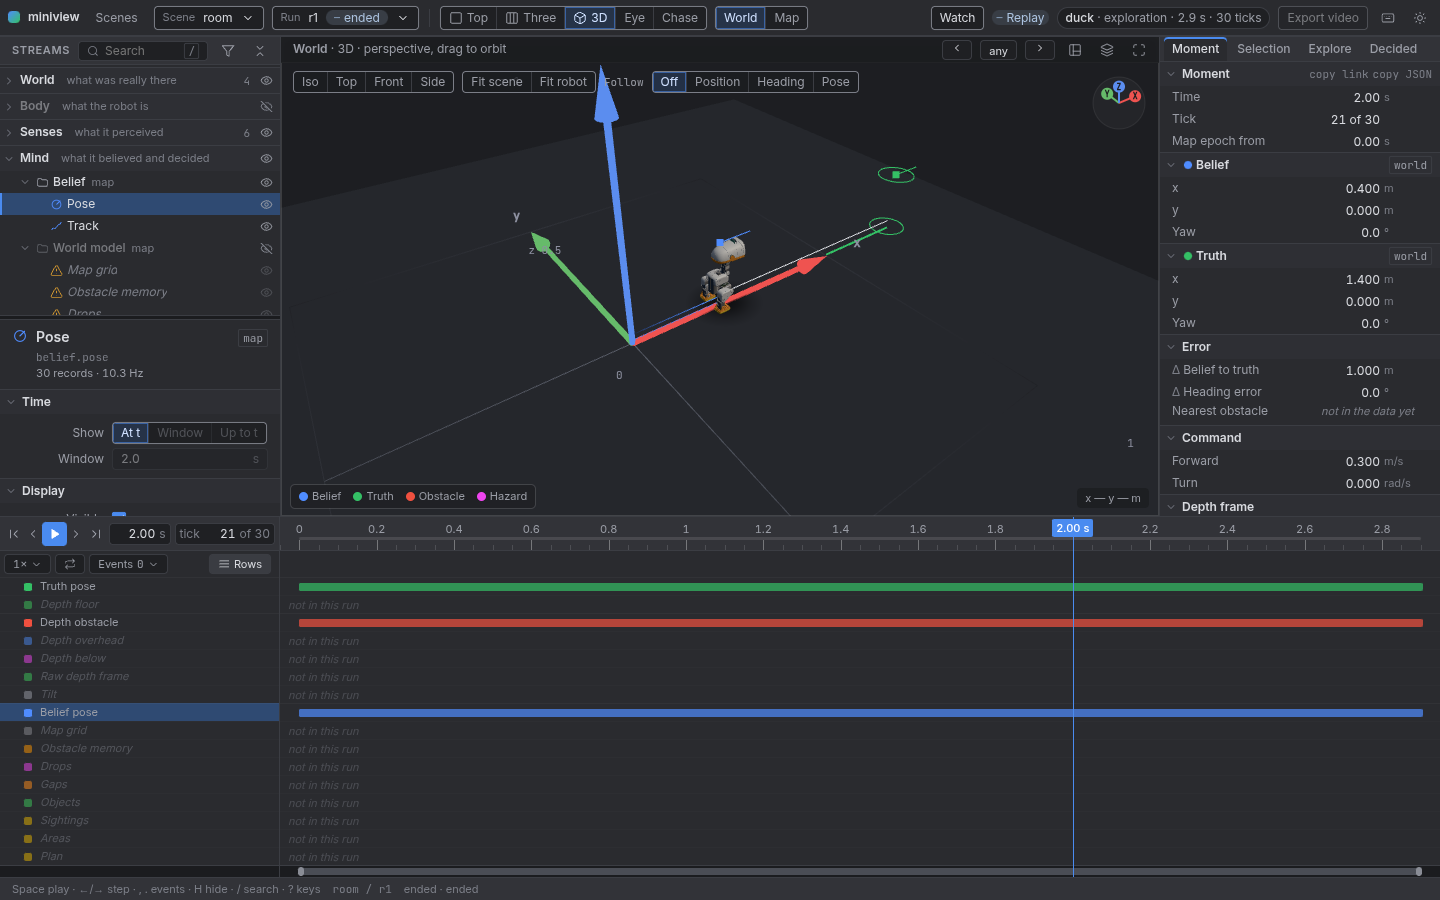 miniview Scenes Scene room Run r1 – ended Top Three 3D Eye Chase World Map Watch – Replay duck · exploration · 2.9 s · 30 ticks Export video
STREAMS Search /
World what was really there 4
Body what the robot is
Senses what it perceived 6
Mind what it believed and decided
Belief map
Pose
Track
World model map
Map grid
Obstacle memory
Drops
Pose map
belief.pose
30 records · 10.3 Hz
Time
Show At t Window Up to t
Window 2.0 s
Display
World · 3D · perspective, drag to orbit
any
Iso Top Front Side Fit scene Fit robot Follow Off Position Heading Pose
Y Z X
y
x
0
1
Belief Truth Obstacle Hazard
x — y — m
Moment Selection Explore Decided
Moment copy link copy JSON
Time 2.00 s
Tick 21 of 30
Map epoch from 0.00 s
Belief world
x 0.400 m
y 0.000 m
Yaw 0.0 °
Truth world
x 1.400 m
y 0.000 m
Yaw 0.0 °
Error
Δ Belief to truth 1.000 m
Δ Heading error 0.0 °
Nearest obstacle not in the data yet
Command
Forward 0.300 m/s
Turn 0.000 rad/s
Depth frame
2.00 s tick 21 of 30
0 0.2 0.4 0.6 0.8 1 1.2 1.4 1.6 1.8 2.00 s 2.2 2.4 2.6 2.8
1× Events 0 Rows
Truth pose
Depth floor not in this run
Depth obstacle
Depth overhead not in this run
Depth below not in this run
Raw depth frame not in this run
Tilt not in this run
Belief pose
Map grid not in this run
Obstacle memory not in this run
Drops not in this run
Gaps not in this run
Objects not in this run
Sightings not in this run
Areas not in this run
Plan not in this run
Space play · ←/→ step · , . events · H hide · / search · ? keys room / r1 ended · ended